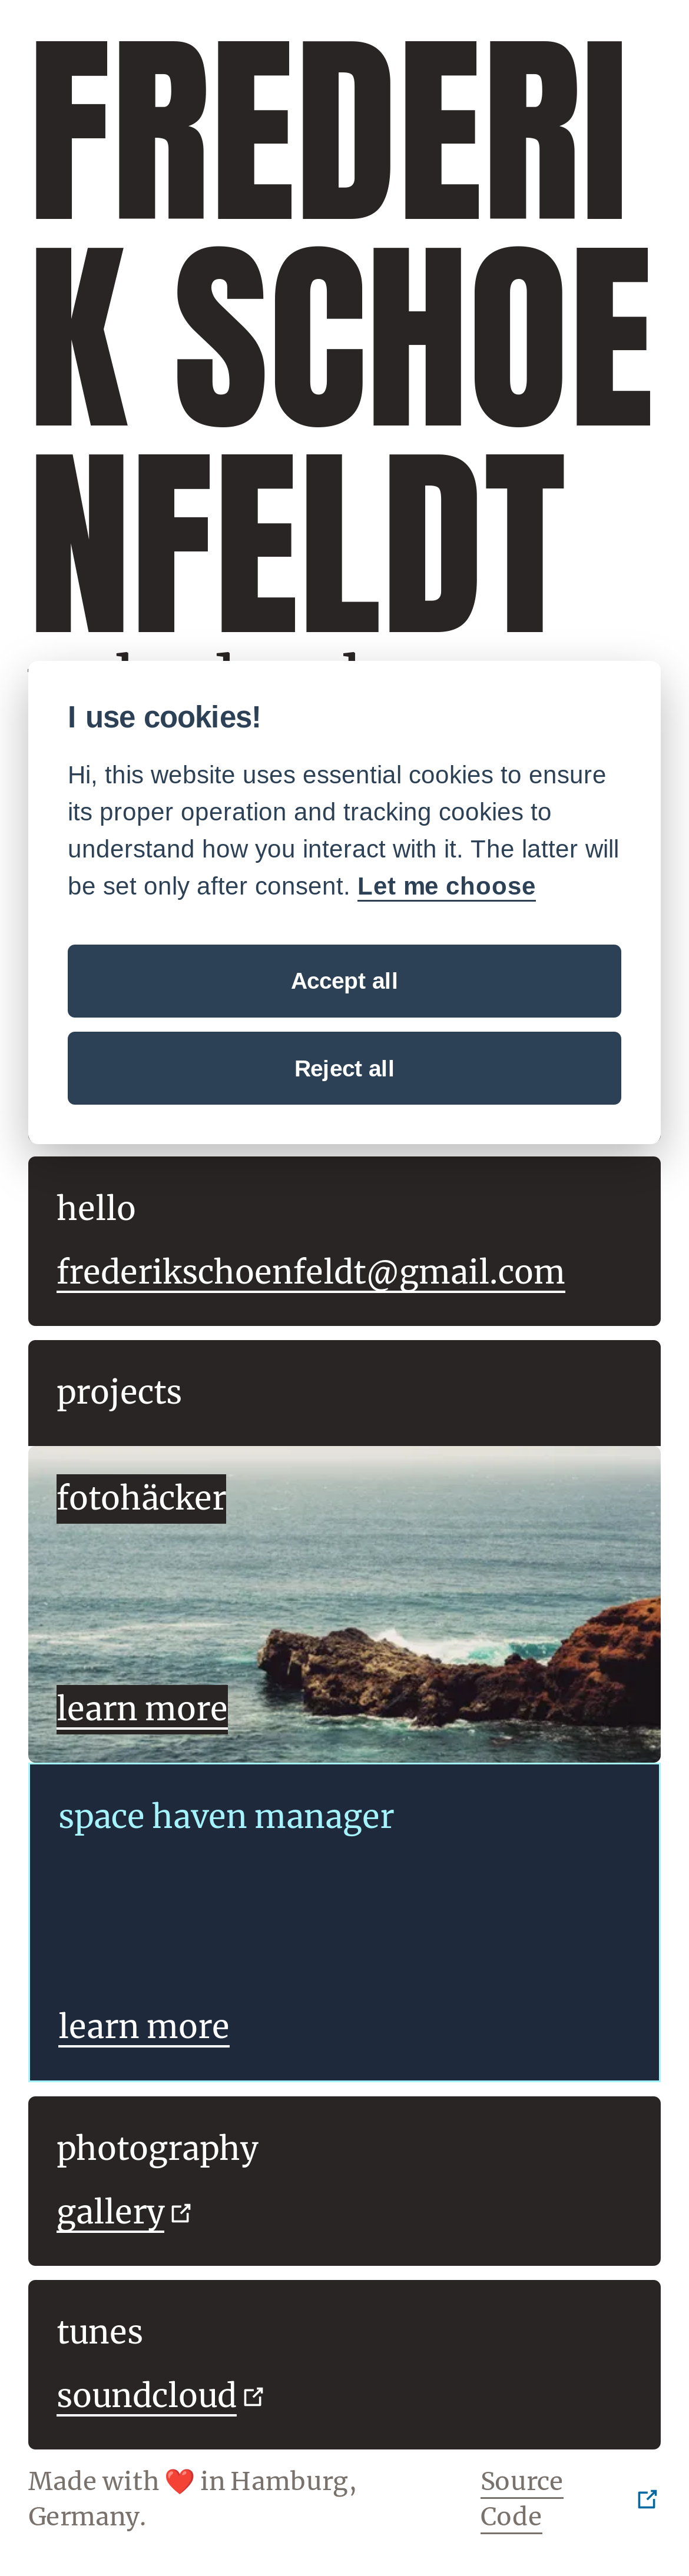 FREDERI
K SCHOE
NFELDT
I use cookies!
Hi, this website uses essential cookies to ensure
its proper operation and tracking cookies to
understand how you interact with it. The latter will
be set only after consent. Let me choose
Accept all
Reject all
hello
frederikschoenfeldt@gmail.com
projects
fotohäcker
learn more
space haven manager
learn more
photography
gallery
tunes
soundcloud
Made with ❤️ in Hamburg,
Germany.
Source
Code